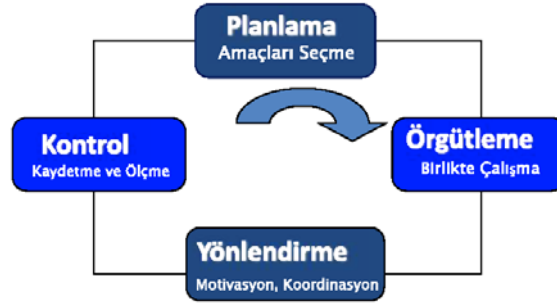 Planlama
Amaçları Seçme
Kontrol
Kaydetme ve Ölçme
Örgütleme
Birlikte Çalışma
Yönlendirme
Motivasyon, Koordinasyon